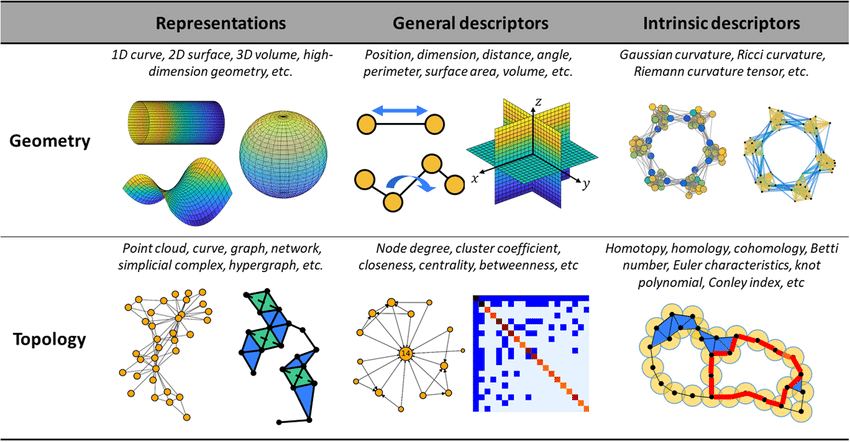 Representations
General descriptors
Intrinsic descriptors
Geometry
1D curve, 2D surface, 3D volume, high-
dimension geometry, etc.
Position, dimension, distance, angle,
perimeter, surface area, volume, etc.
z
x
y
Gaussian curvature, Ricci curvature,
Riemann curvature tensor, etc.
Topology
Point cloud, curve, graph, network,
simplicial complex, hypergraph, etc.
Node degree, cluster coefficient,
closeness, centrality, betweenness, etc
14
Homotopy, homology, cohomology, Betti
number, Euler characteristics, knot
polynomial, Conley index, etc